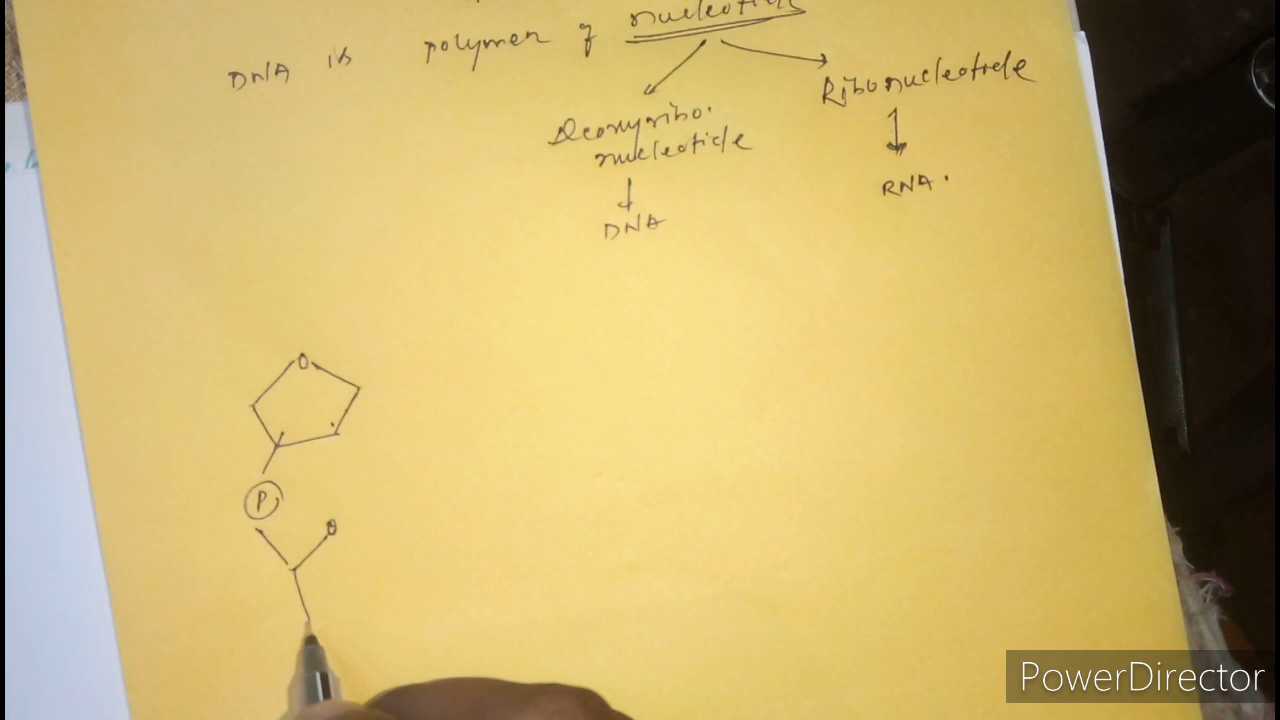 DNA is polymer of nucleotide
Deoxyribo.
nucleotide
DNA
Ribonucleotide
RNA.
O
P
O
PowerDirector